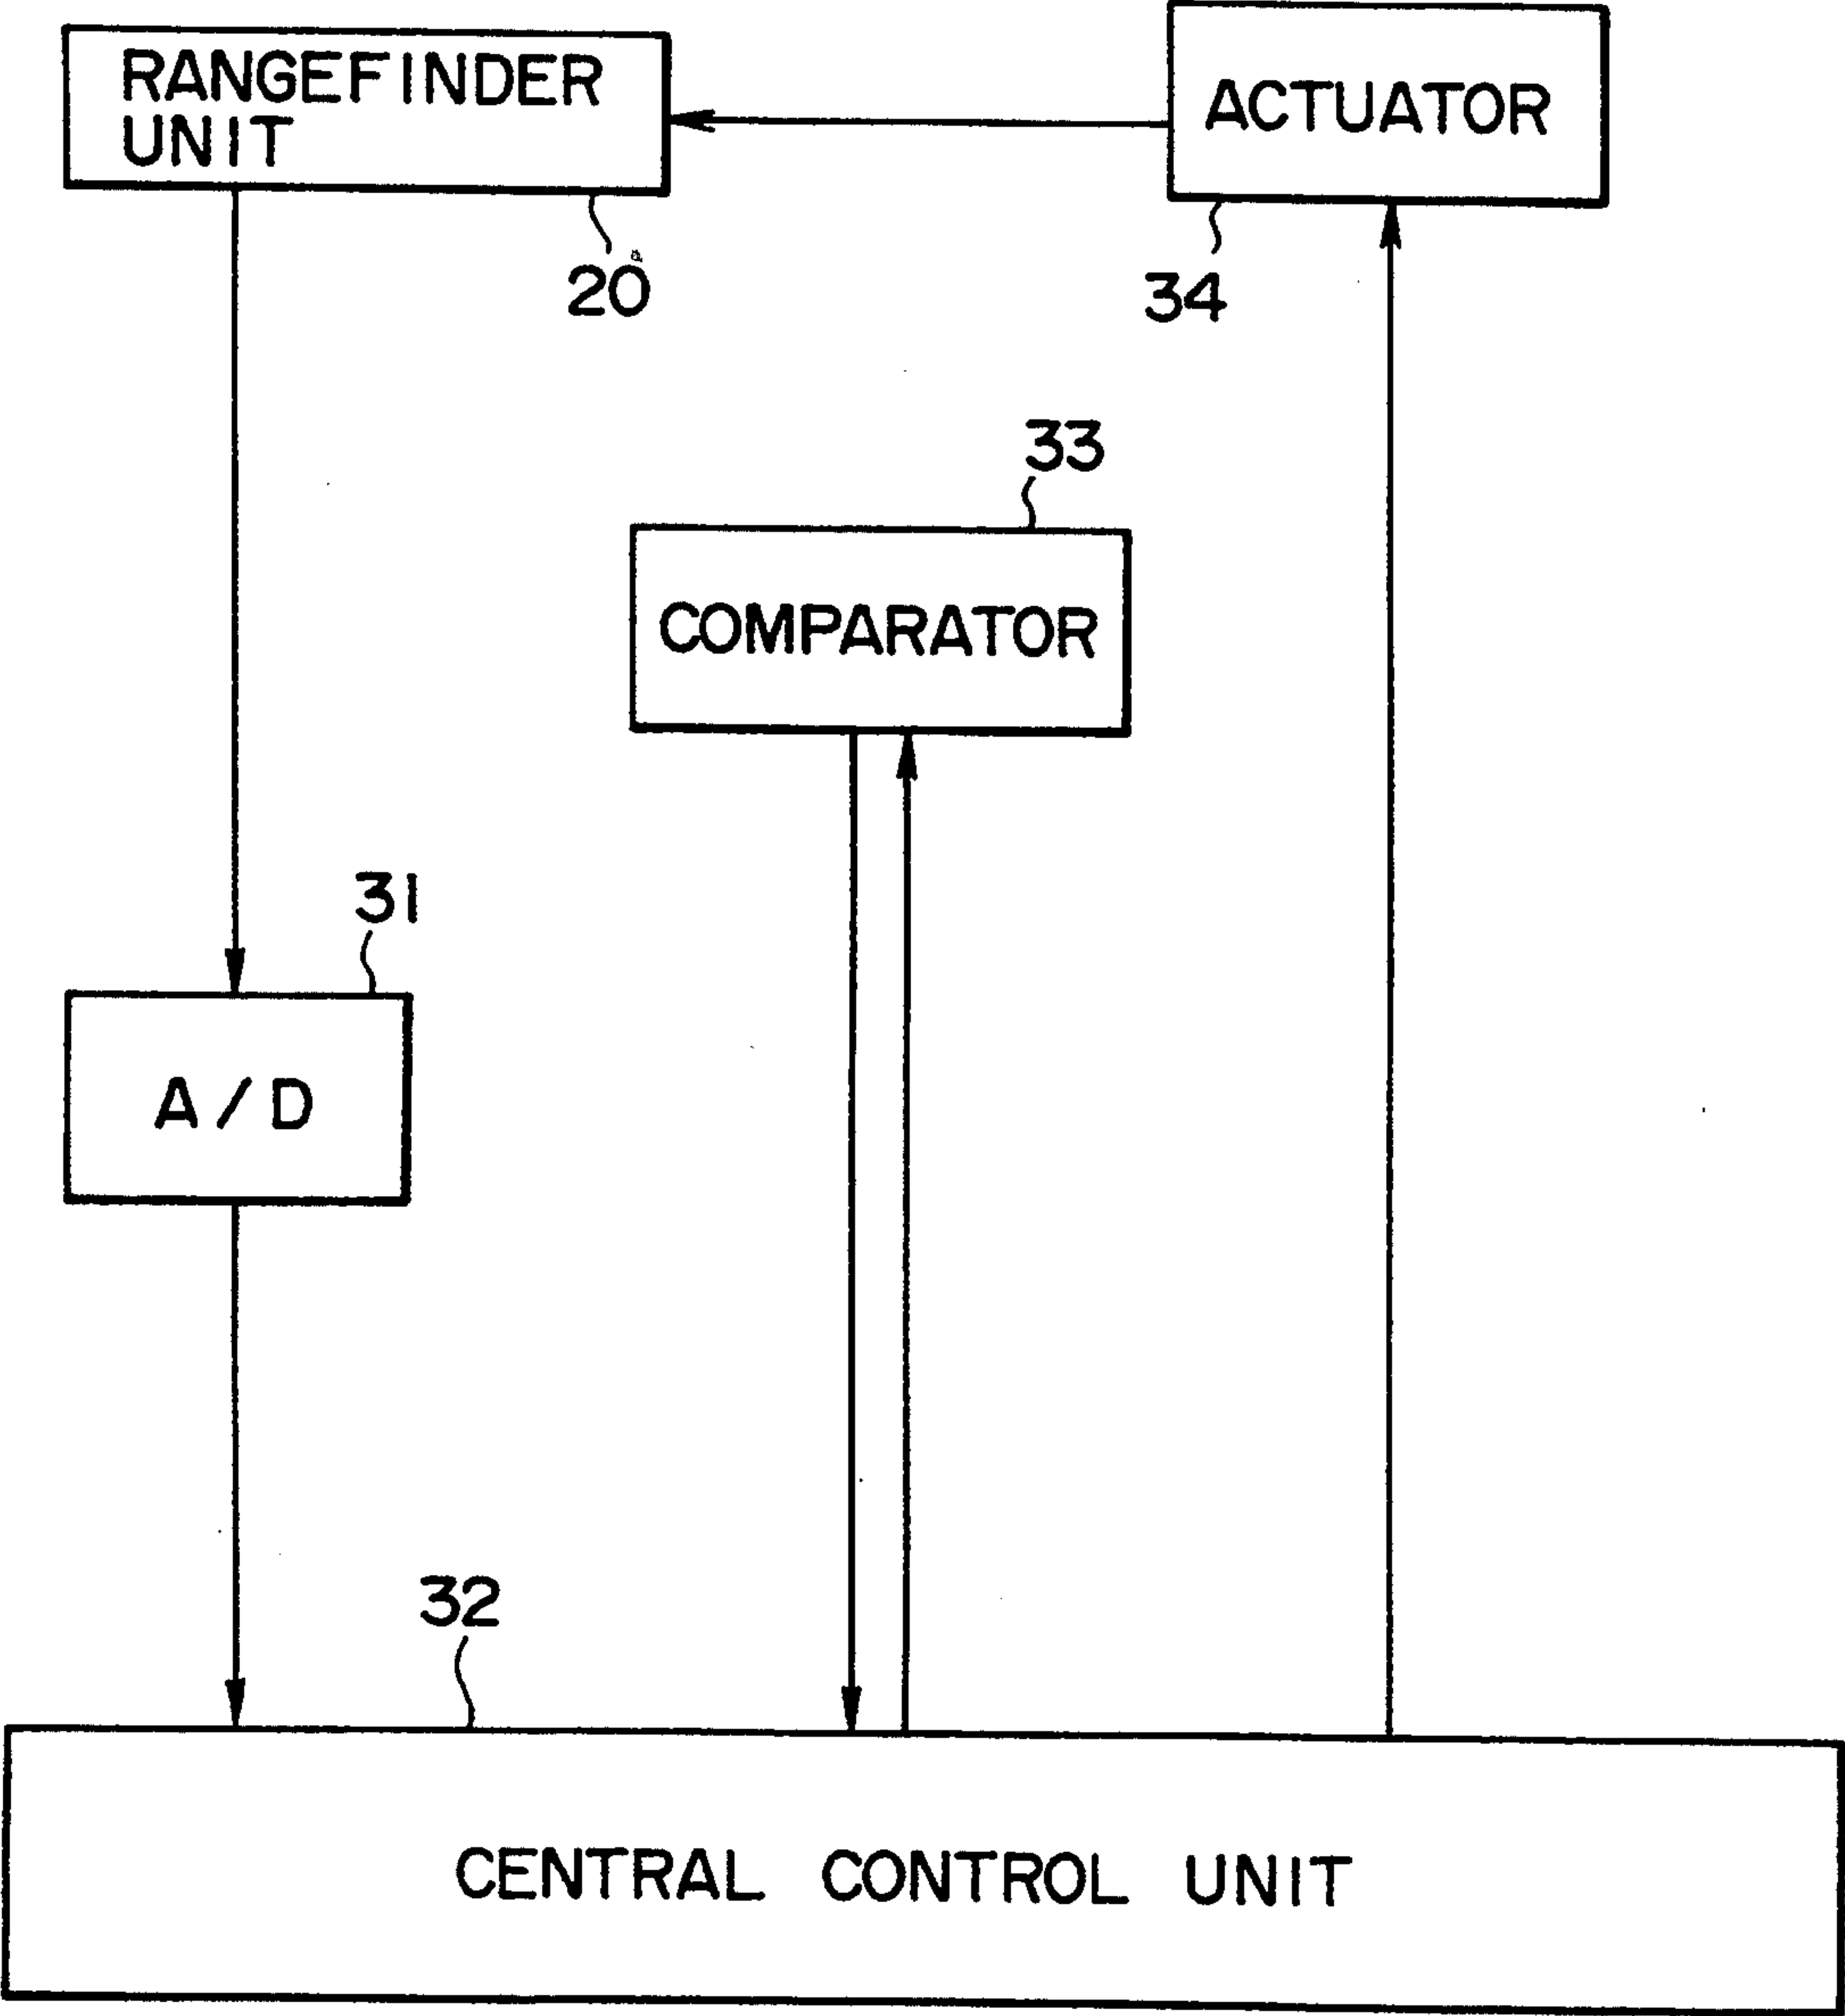 RANGEFINDER
UNIT
ACTUATOR
20
34
33
COMPARATOR
31
A/D
32
CENTRAL CONTROL UNIT